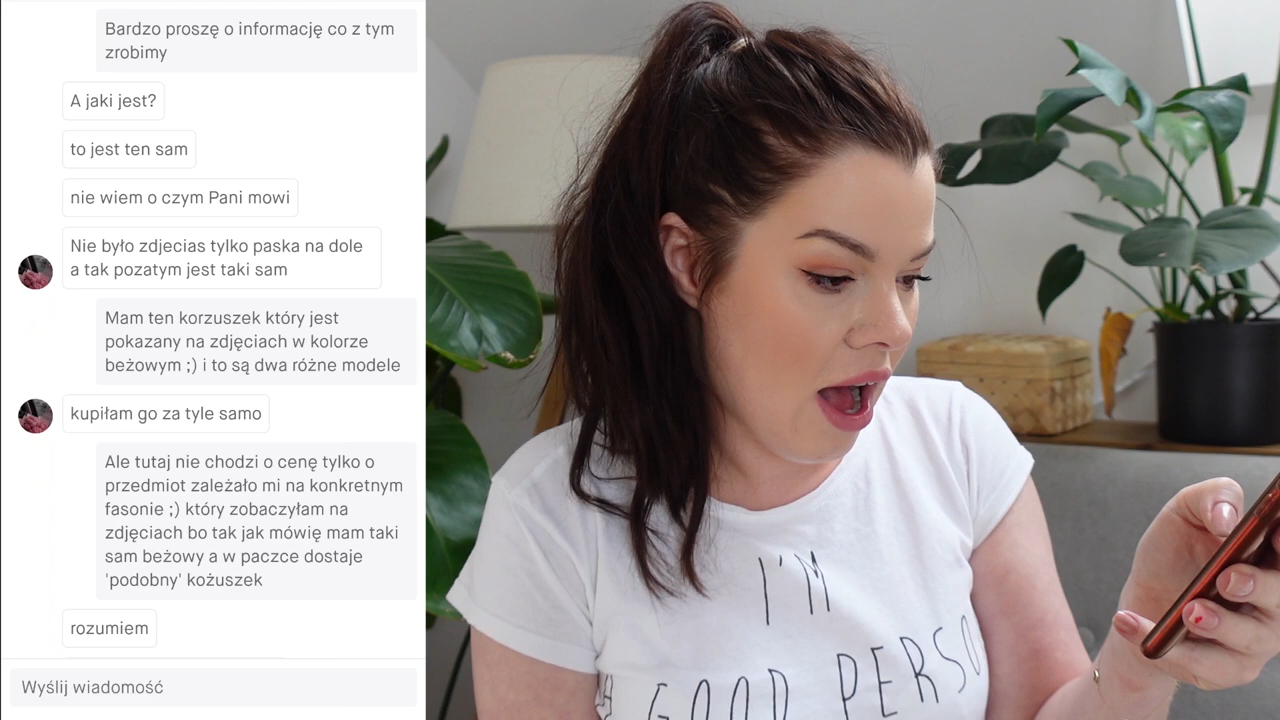 Bardzo proszę o informację co z tym
zrobimy
A jaki jest?
to jest ten sam
nie wiem o czym Pani mowi
Nie było zdjecias tylko paska na dole
a tak pozatym jest taki sam
Mam ten korzuszek który jest
pokazany na zdjęciach w kolorze
beżowym ;) i to są dwa różne modele
kupiłam go za tyle samo
Ale tutaj nie chodzi o cenę tylko o
przedmiot zależało mi na konkretnym
fasonie ;) który zobaczyłam na
zdjęciach bo tak jak mówię mam taki
sam beżowy a w paczce dostaje
'podobny' kożuszek
rozumiem
Wyślij wiadomość
I'M
A GOOD PERSO